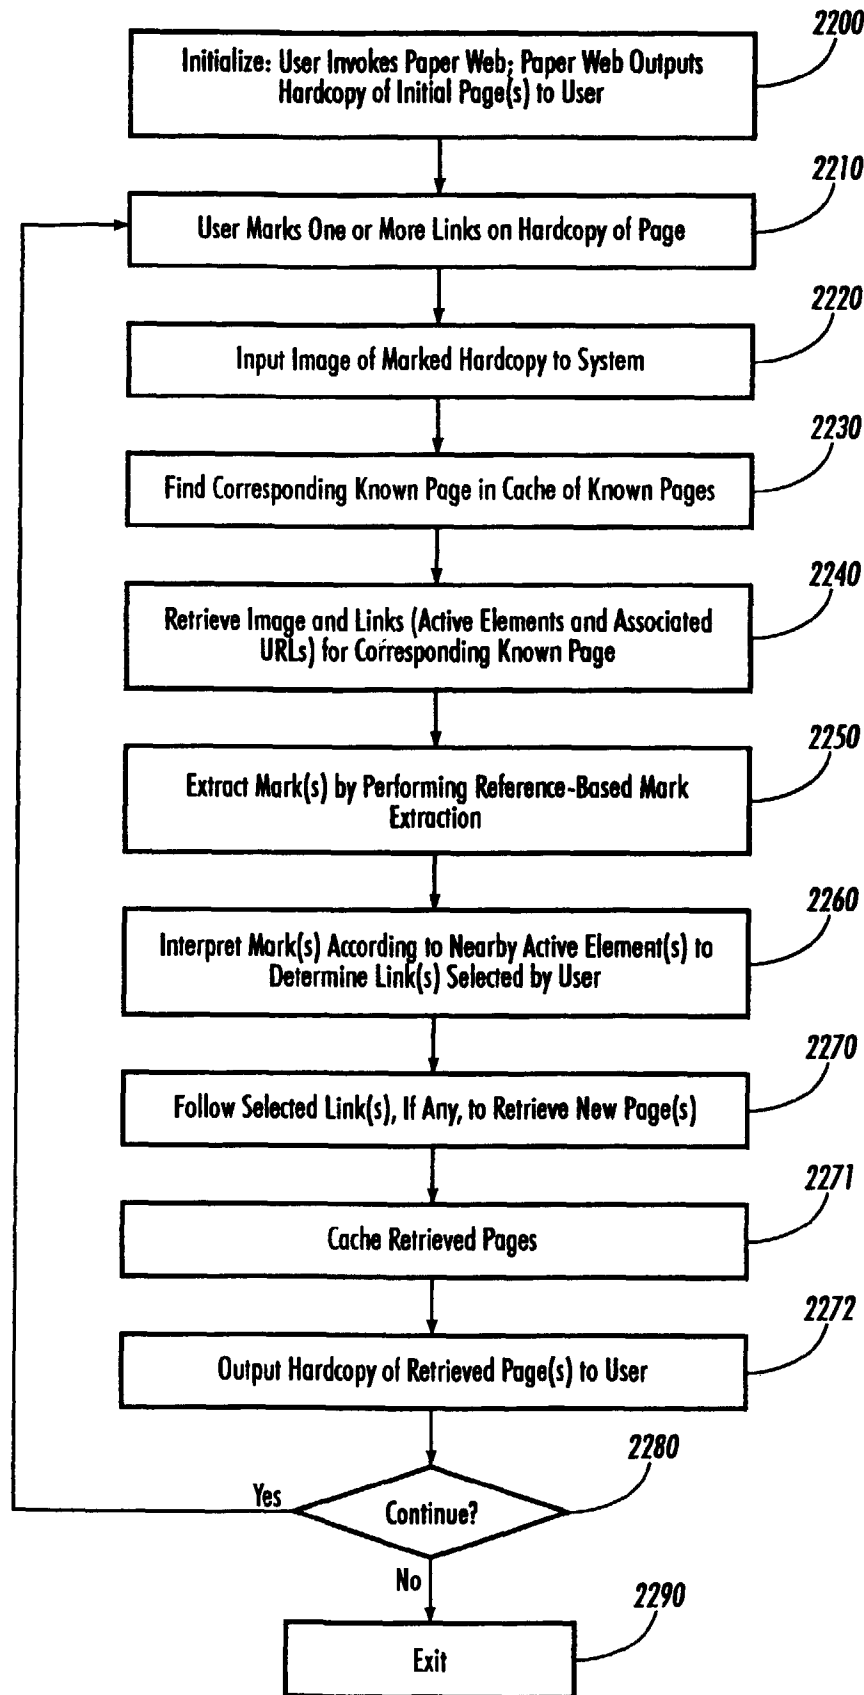 2200
Initialize: User Invokes Paper Web; Paper Web Outputs
Hardcopy of Initial Page(s) to User
2210
User Marks One or More Links on Hardcopy of Page
2220
Input Image of Marked Hardcopy to System
2230
Find Corresponding Known Page in Cache of Known Pages
2240
Retrieve Image and Links (Active Elements and Associated
URLs) for Corresponding Known Page
2250
Extract Mark(s) by Performing Reference-Based Mark
Extraction
2260
Interpret Mark(s) According to Nearby Active Element(s) to
Determine Link(s) Selected by User
2270
Follow Selected Link(s), If Any, to Retrieve New Page(s)
2271
Cache Retrieved Pages
2272
Output Hardcopy of Retrieved Page(s) to User
2280
Yes
Continue?
No
2290
Exit